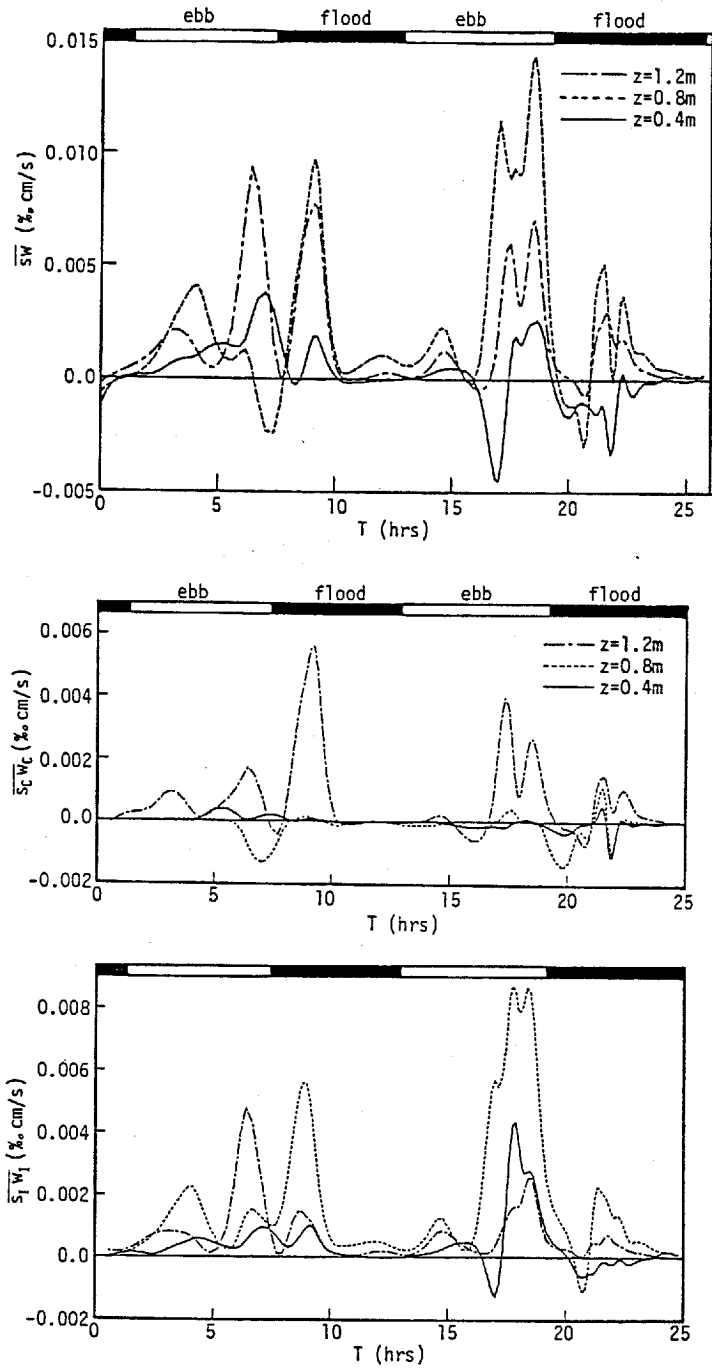 ebb flood ebb flood
0.015
0.010
0.005
0.0
-0.005
s̅w̅ (‰ cm/s)
z=1.2m
z=0.8m
z=0.4m
0 5 10 15 20 25
T (hrs)
ebb flood ebb flood
0.006
0.004
0.002
0.0
-0.002
s̅C w̅C (‰ cm/s)
z=1.2m
z=0.8m
z=0.4m
0 5 10 15 20 25
T (hrs)
0.008
0.006
0.004
0.002
0.0
-0.002
s̅I w̅I (‰ cm/s)
0 5 10 15 20 25
T (hrs)